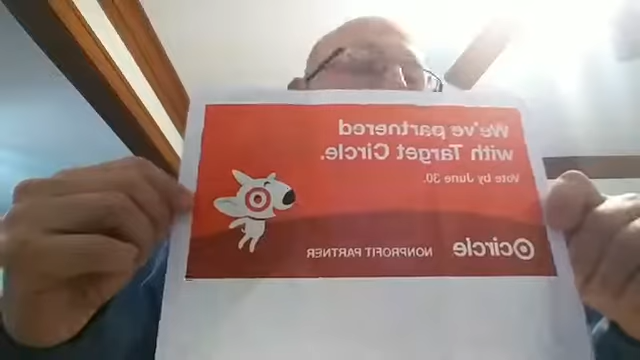 We've partnered
with Target Circle.
Vote by June 30.
circle NONPROFIT PARTNER